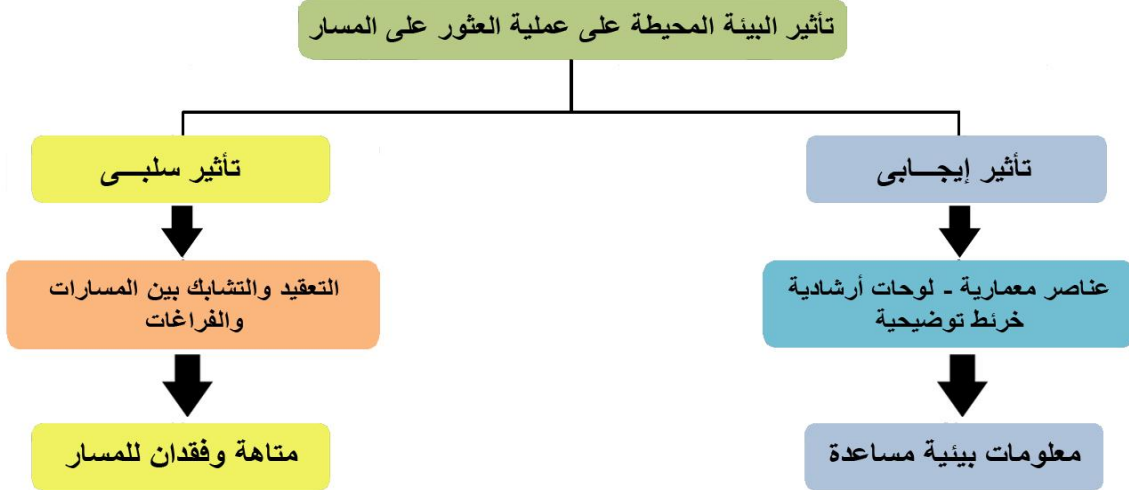 تأثير البيئة المحيطة على عملية العثور على المسار
تأثير إيجـــابى
تأثير سلبـــى
عناصر معمارية - لوحات أرشادية
خرئط توضيحية
التعقيد والتشابك بين المسارات
والفراغات
معلومات بيئية مساعدة
متاهة وفقدان للمسار